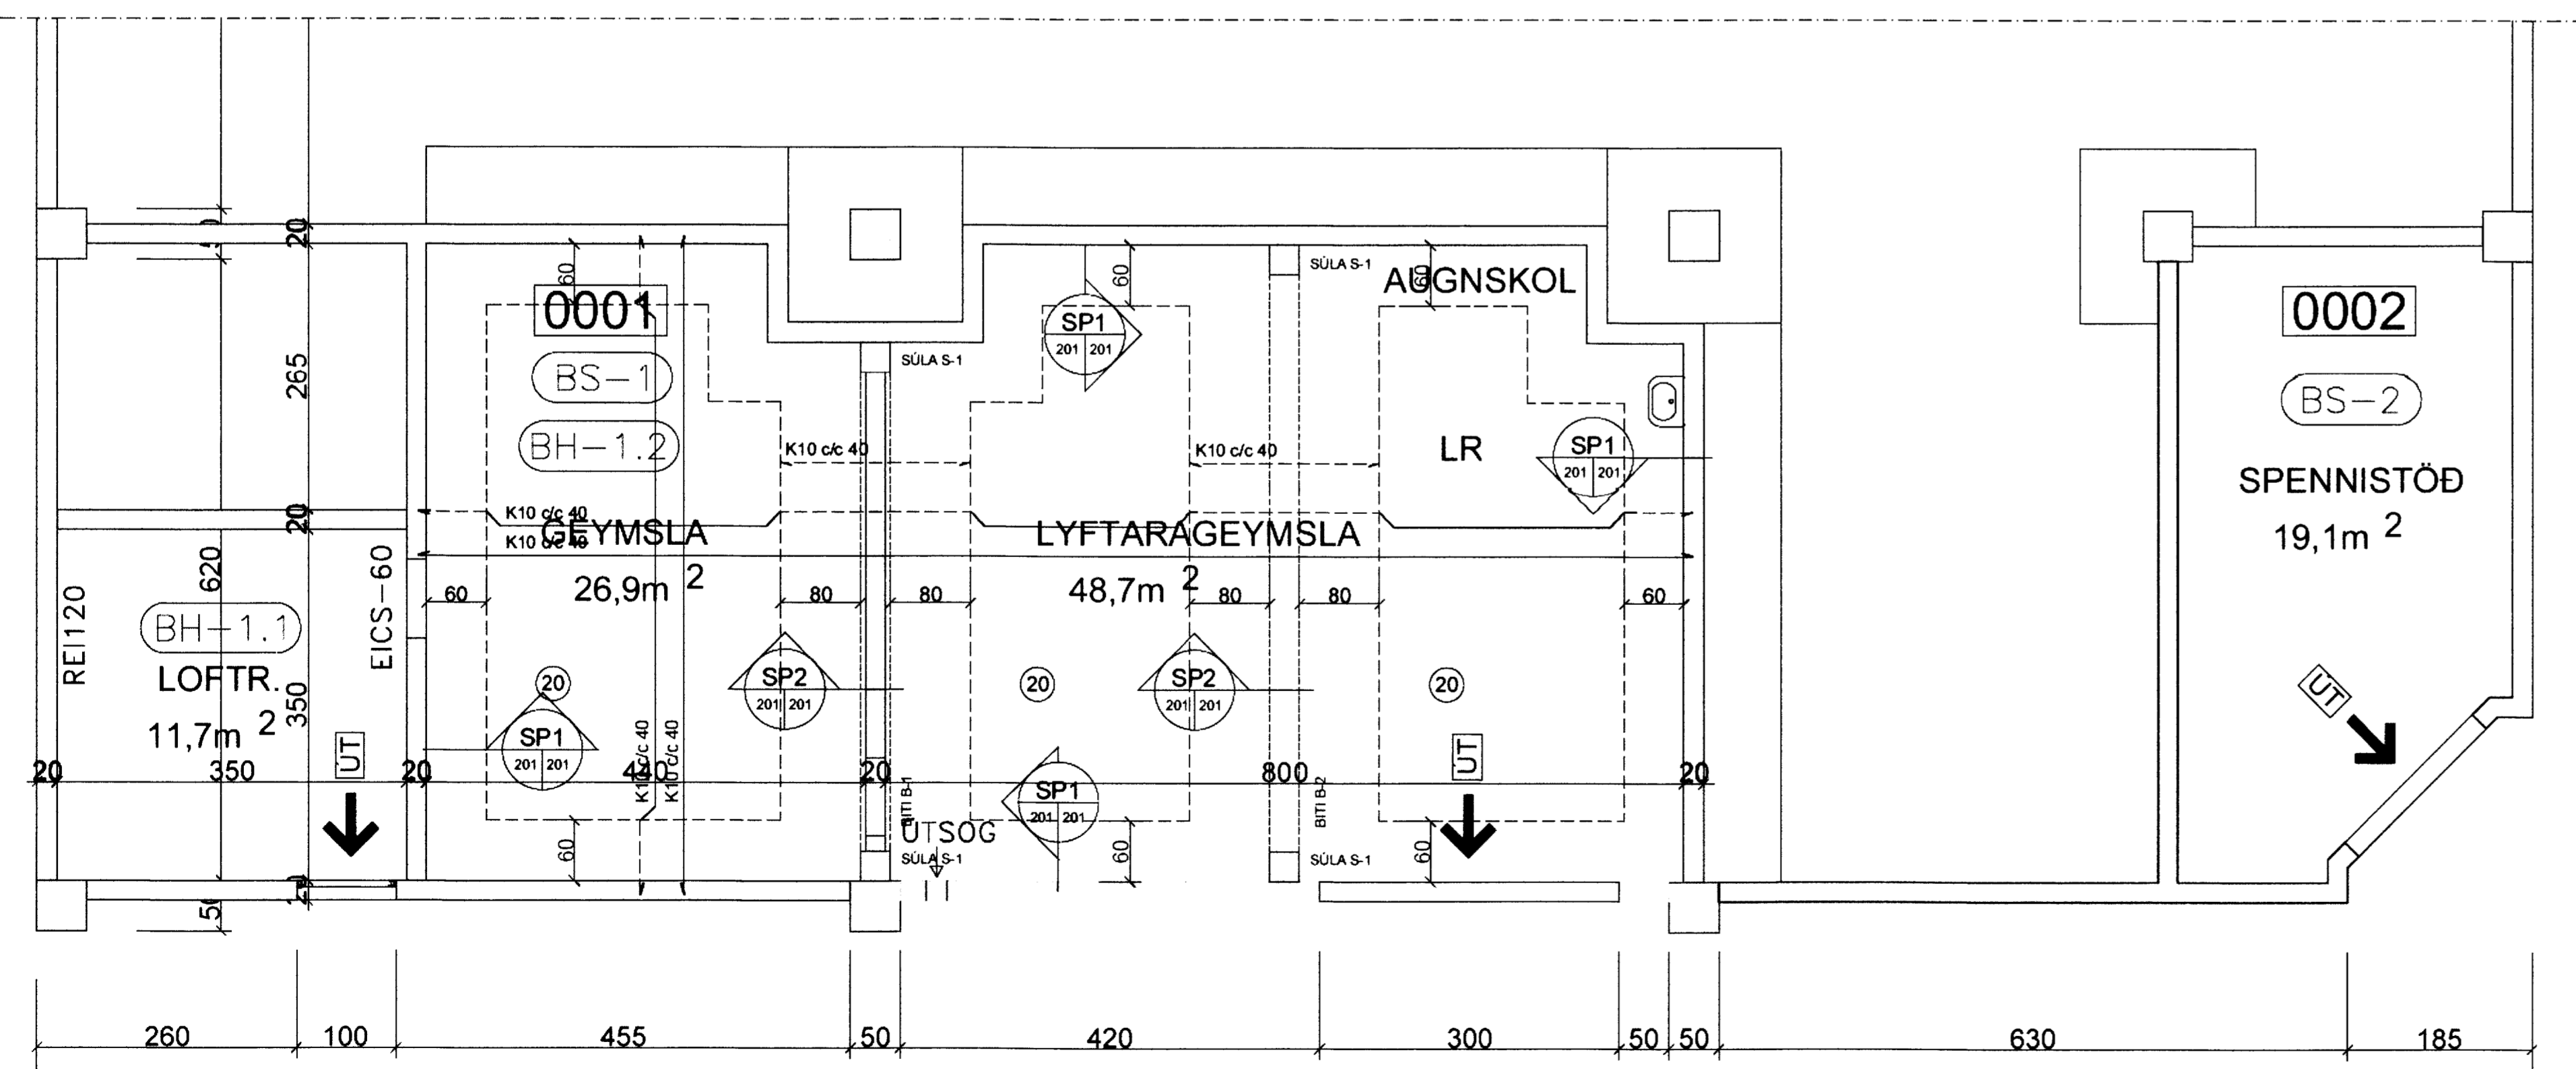 20
20
60
60
60
SÚLA S-1
AUGNSKOL
0001
0002
SP1
201 201
SÚLA S-1
265
BS-1
BS-2
BH-1.2
K10 c/c 40
K10 c/c 40
LR
SP1
201 201
SPENNISTÖÐ
19,1m 2
20
K10 c/c 40
K10 c/c 40
GEYMSLA
26,9m 2
LYFTARAGEYMSLA
48,7m 2
620
REI120
EICS-60
60
80
80
80
80
60
BH-1.1
LOFTR.
11,7m 2
350
20
20
20
SP2
201 201
SP2
201 201
SP1
201 201
ÚT
ÚT
ÚT
K10 c/c 40
K10 c/c 40
20
350
20
440
20
800
20
BITI B-1
BITI B-2
SP1
201 201
ÚTSOG
SÚLA S-1
SÚLA S-1
60
60
60
20
260
100
455
50
420
300
50
50
630
185